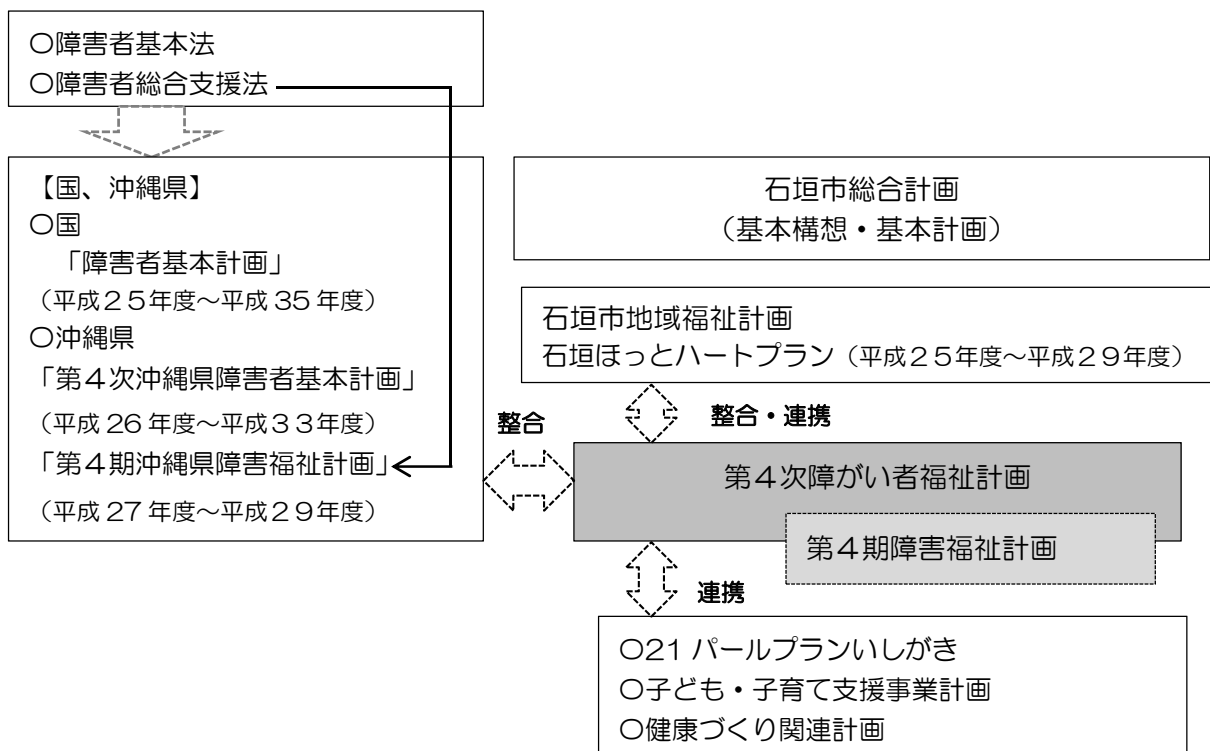 〇障害者基本法
〇障害者総合支援法
【国、沖縄県】
〇国
「障害者基本計画」
（平成２５年度～平成 35 年度）
〇沖縄県
「第４次沖縄県障害者基本計画」
（平成 26 年度～平成３３年度）
「第４期沖縄県障害福祉計画」
（平成 27 年度～平成２９年度）
石垣市総合計画
（基本構想・基本計画）
石垣市地域福祉計画
石垣ほっとハートプラン（平成２５年度～平成２９年度）
整合・連携
整合
第４次障がい者福祉計画
第４期障害福祉計画
連携
〇21 パールプランいしがき
〇子ども・子育て支援事業計画
〇健康づくり関連計画